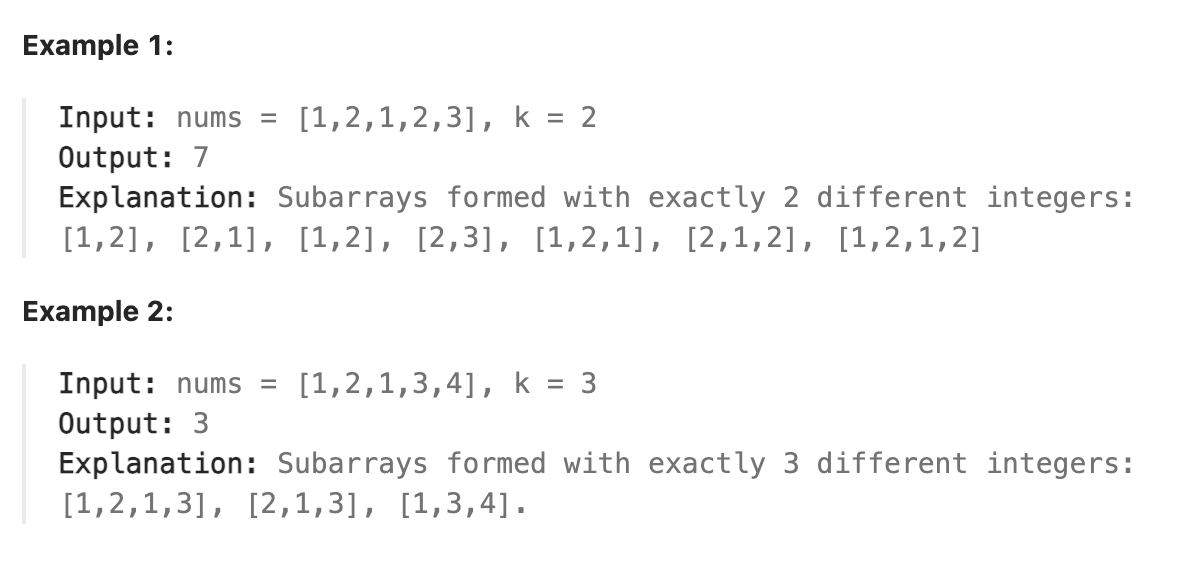 Example 1:
Input: nums = [1,2,1,2,3], k = 2
Output: 7
Explanation: Subarrays formed with exactly 2 different integers:
[1,2], [2,1], [1,2], [2,3], [1,2,1], [2,1,2], [1,2,1,2]
Example 2:
Input: nums = [1,2,1,3,4], k = 3
Output: 3
Explanation: Subarrays formed with exactly 3 different integers:
[1,2,1,3], [2,1,3], [1,3,4].